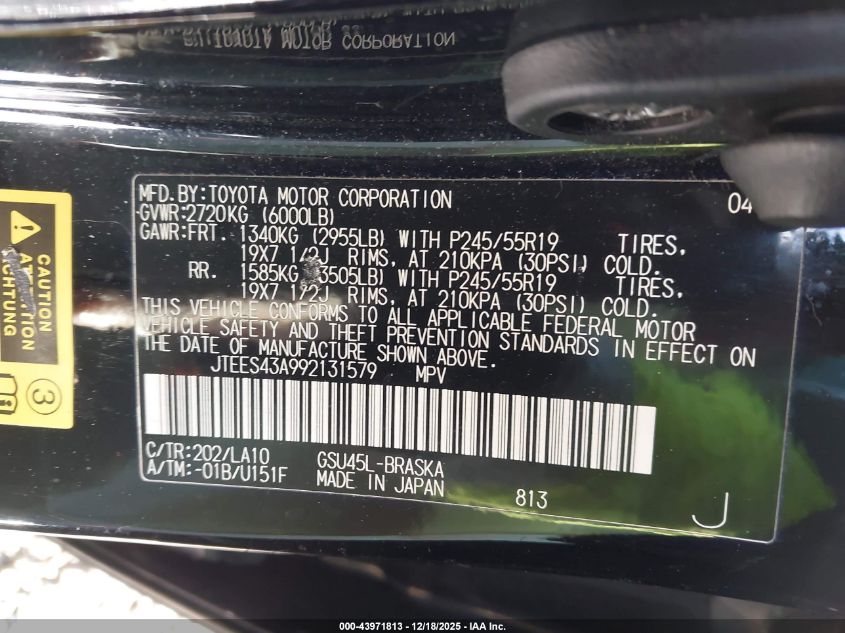 MFD.BY:TOYOTA MOTOR CORPORATION 04
GVWR:2720KG (6000LB)
GAWR:FRT. 1340KG (2955LB) WITH P245/55R19 TIRES,
19X7 1/2J RIMS, AT 210KPA (30PSI) COLD.
RR. 1585KG (3505LB) WITH P245/55R19 TIRES,
19X7 1/2J RIMS, AT 210KPA (30PSI) COLD.
THIS VEHICLE CONFORMS TO ALL APPLICABLE FEDERAL MOTOR
VEHICLE SAFETY AND THEFT PREVENTION STANDARDS IN EFFECT ON
THE DATE OF MANUFACTURE SHOWN ABOVE.
JTEES43A992131579 MPV
C/TR:202/LA10 GSU45L-BRASKA
A/TM:-01B/U151F MADE IN JAPAN 813
J
CAUTION
ATTENTION
3
000-43971813 - 12/18/2025 - IAA Inc.